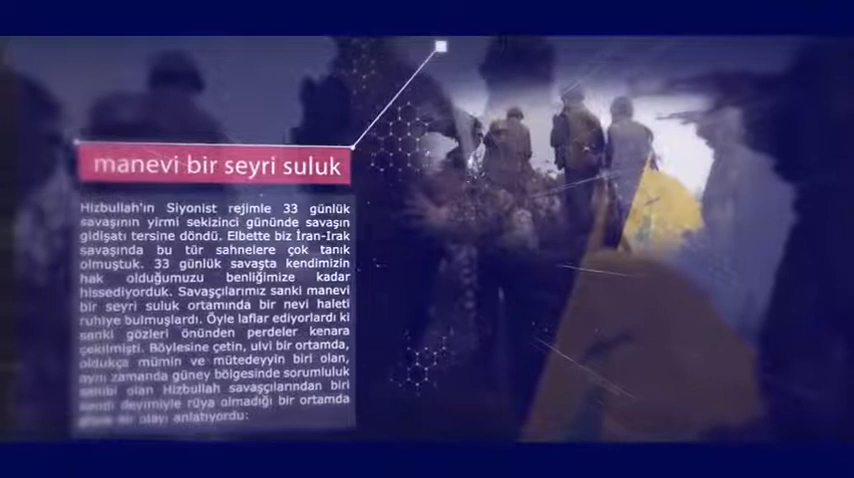 manevi bir seyri suluk
Hizbullah'ın Siyonist rejimle 33 günlük
savaşının yirmi sekizinci gününde savaşın
gidişatı tersine döndü. Elbette biz İran-Irak
savaşında bu tür sahnelere çok tanık
olmuştuk. 33 günlük savaşta kendimizin
hak olduğumuzu benliğimize kadar
hissediyorduk. Savaşçılarımız sanki manevi
bir seyri suluk ortamında bir nevi haleti
ruhiye bulmuşlardı. Öyle laflar ediyorlardı ki
sanki gözleri önünden perdeler kenara
çekilmişti. Böylesine çetin, ulvi bir ortamda,
oldukça mümin ve mütedeyyin biri olan,
aynı zamanda güney bölgesinde sorumluluk
sahibi olan Hizbullah savaşçılarından biri
kendi deyimiyle rüya olmadığı bir ortamda
bir olayı anlatıyordu: